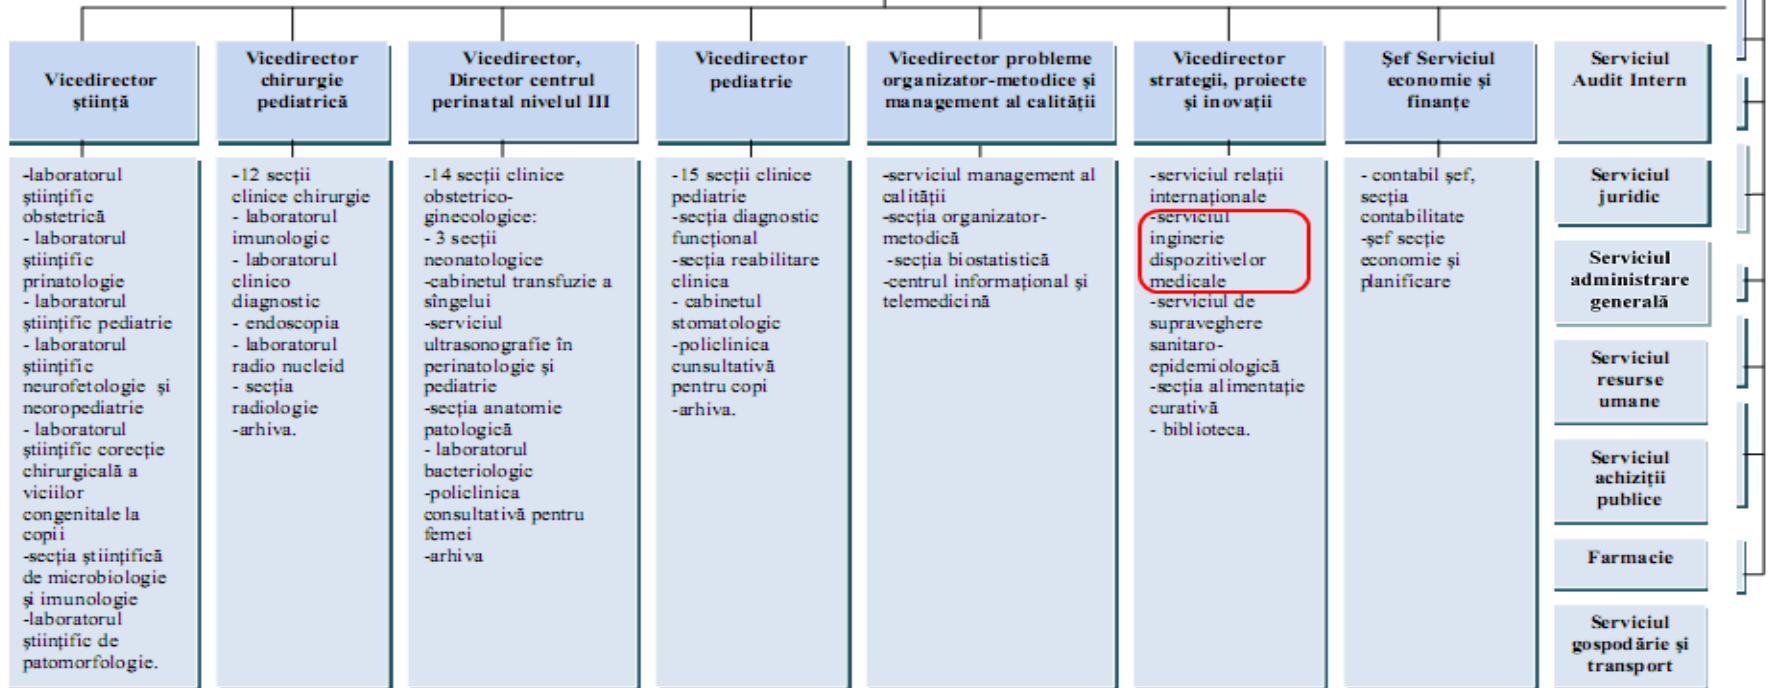 Vicedirector
știință
-laboratorul
științific
obstetrică
- laboratorul
științific
prinatologie
- laboratorul
științific pediatrie
- laboratorul
științific
neurofetologie și
neoropediatrie
- laboratorul
științific corecție
chirurgicală a
viciilor
congenitale la
copii
-secția științifică
de microbiologie
și imunologie
-laboratorul
științific de
patomorfologie.
Vicedirector
chirurgie
pediatrică
-12 secții
clinice chirurgie
- laboratorul
imunologic
- laboratorul
clinico
diagnostic
- endoscopia
- laboratorul
radio nucleid
- secția
radiologie
-arhiva.
Vicedirector,
Director centrul
perinatal nivelul III
-14 secții clinice
obstetrico-
ginecologice:
- 3 secții
neonatologice
-cabinetul transfuzie a
sîngelui
-serviciul
ultrasonografie în
perinatologie și
pediatrie
-secția anatomie
patologică
- laboratorul
bacteriologic
-policlinica
consultativă pentru
femei
-arhiva
Vicedirector
pediatrie
-15 secții clinice
pediatrie
-secția diagnostic
funcțional
-secția reabilitare
clinica
- cabinetul
stomatologic
-policlinica
cunsultativă
pentru copi
-arhiva.
Vicedirector probleme
organizator-metodice și
management al calității
-serviciul management al
calității
-secția organizator-
metodică
-secția biostatistică
-centrul informațional și
telemedicină
Vicedirector
strategii, proiecte
și inovații
-serviciul relații
internaționale
-serviciul
inginerie
dispozitivelor
medicale
-serviciul de
supraveghere
sanitaro-
epidemiologică
-secția alimentație
curativă
- biblioteca.
Șef Serviciul
economie și
finanțe
- contabil șef,
secția
contabilitate
-șef secție
economie și
planificare
Serviciul
Audit Intern
Serviciul
juridic
Serviciul
administrare
generală
Serviciul
resurse
umane
Serviciul
achiziții
publice
Farmacie
Serviciul
gospodărie și
transport